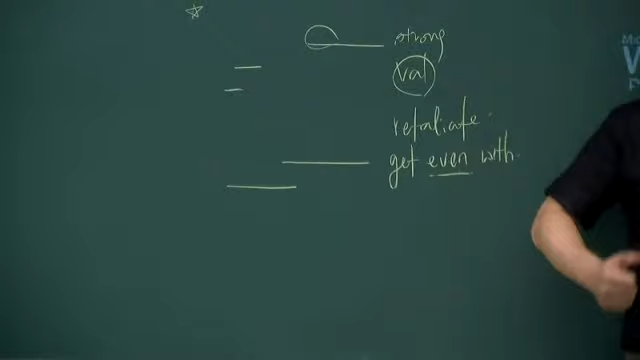 strong
val
retaliate.
get even with.